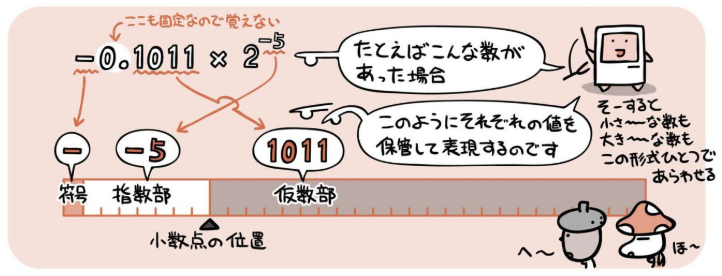 ここも固定なので覚えない
-0.1011 × 2-5
たとえばこんな数が
あった場合
このようにそれぞれの値を
保管して表現するのです
そーすると
小さ〜〜な数も
大き〜〜な数も
この形式ひとつで
あらわせる
- -5 1011
符号 指数部 仮数部
小数点の位置
へ〜 ほ〜